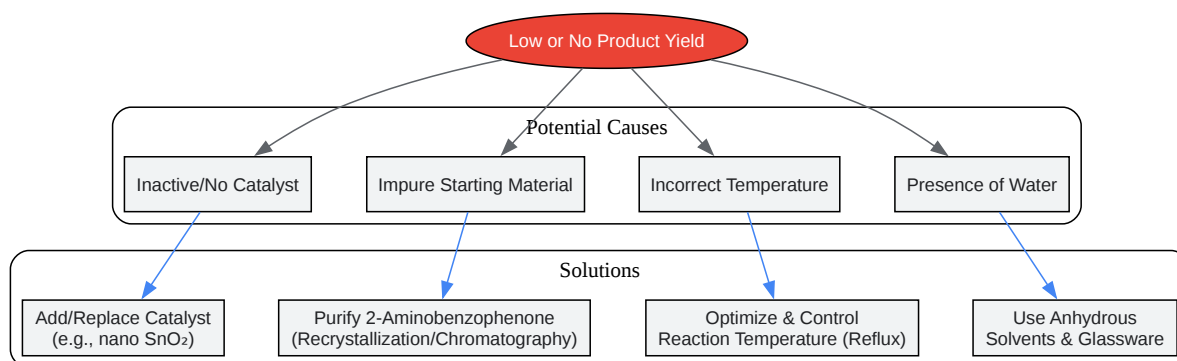 Low or No Product Yield
Potential Causes
Inactive/No Catalyst
Impure Starting Material
Incorrect Temperature
Presence of Water
Solutions
Add/Replace Catalyst
(e.g., nano SnO₂)
Purify 2-Aminobenzophenone
(Recrystallization/Chromatography)
Optimize & Control
Reaction Temperature (Reflux)
Use Anhydrous
Solvents & Glassware